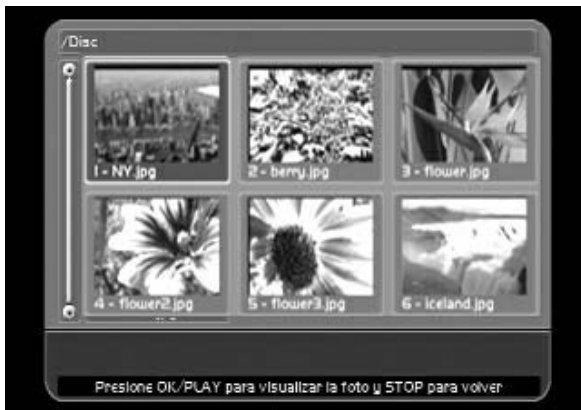 /Disc
1 - NY.jpg
2 - berry.jpg
3 - flower.jpg
4 - flower2.jpg
5 - flower3.jpg
6 - iceland.jpg
Presione OK/PLAY para visualizar la foto y STOP para volver